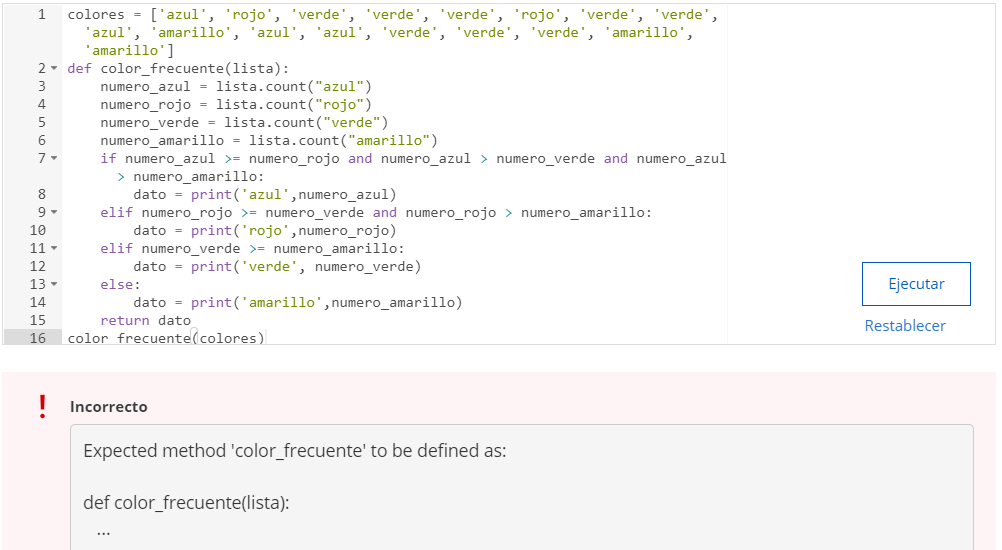 1 colores = ['azul', 'rojo', 'verde', 'verde', 'verde', 'rojo', 'verde', 'verde',
'azul', 'amarillo', 'azul', 'azul', 'verde', 'verde', 'verde', 'amarillo',
'amarillo']
2 def color_frecuente(lista):
3 numero_azul = lista.count("azul")
4 numero_rojo = lista.count("rojo")
5 numero_verde = lista.count("verde")
6 numero_amarillo = lista.count("amarillo")
7 if numero_azul >= numero_rojo and numero_azul > numero_verde and numero_azul
> numero_amarillo:
8 dato = print('azul',numero_azul)
9 elif numero_rojo >= numero_verde and numero_rojo > numero_amarillo:
10 dato = print('rojo',numero_rojo)
11 elif numero_verde >= numero_amarillo:
12 dato = print('verde', numero_verde)
13 else:
14 dato = print('amarillo',numero_amarillo)
15 return dato
16 color_frecuente(colores)
Ejecutar
Restablecer
! Incorrecto
Expected method 'color_frecuente' to be defined as:
def color_frecuente(lista):
...